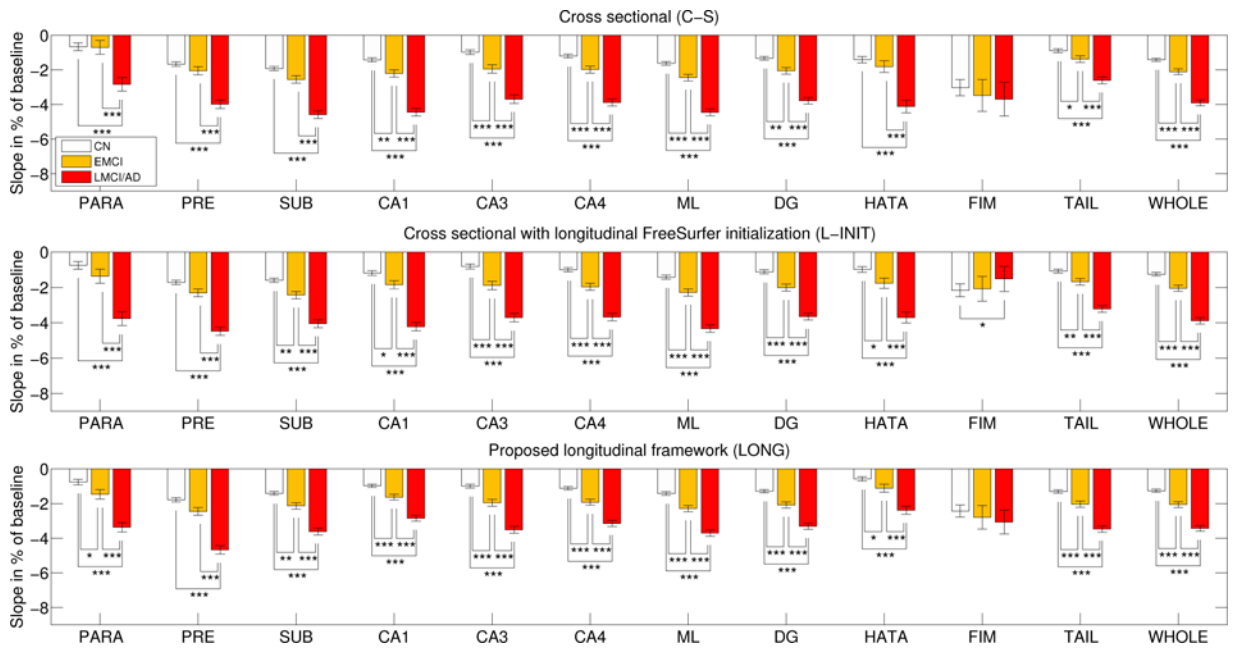 Cross sectional (C−S)
Slope in % of baseline
0
−2
−4
−6
−8
CN
EMCI
LMCI/AD
*** *** *** *** *** *** ** *** *** *** *** *** *** *** *** *** *** *** ** *** *** *** *** * *** *** *** *** ***
PARA PRE SUB CA1 CA3 CA4 ML DG HATA FIM TAIL WHOLE
Cross sectional with longitudinal FreeSurfer initialization (L−INIT)
Slope in % of baseline
0
−2
−4
−6
−8
*** *** *** *** ** *** *** * *** *** *** *** *** *** *** *** *** *** *** *** *** *** * *** *** * ** *** *** *** *** ***
PARA PRE SUB CA1 CA3 CA4 ML DG HATA FIM TAIL WHOLE
Proposed longitudinal framework (LONG)
Slope in % of baseline
0
−2
−4
−6
−8
* *** *** *** *** ** *** *** *** *** *** *** *** *** *** *** *** *** *** *** *** *** *** * *** *** *** *** *** *** *** ***
PARA PRE SUB CA1 CA3 CA4 ML DG HATA FIM TAIL WHOLE